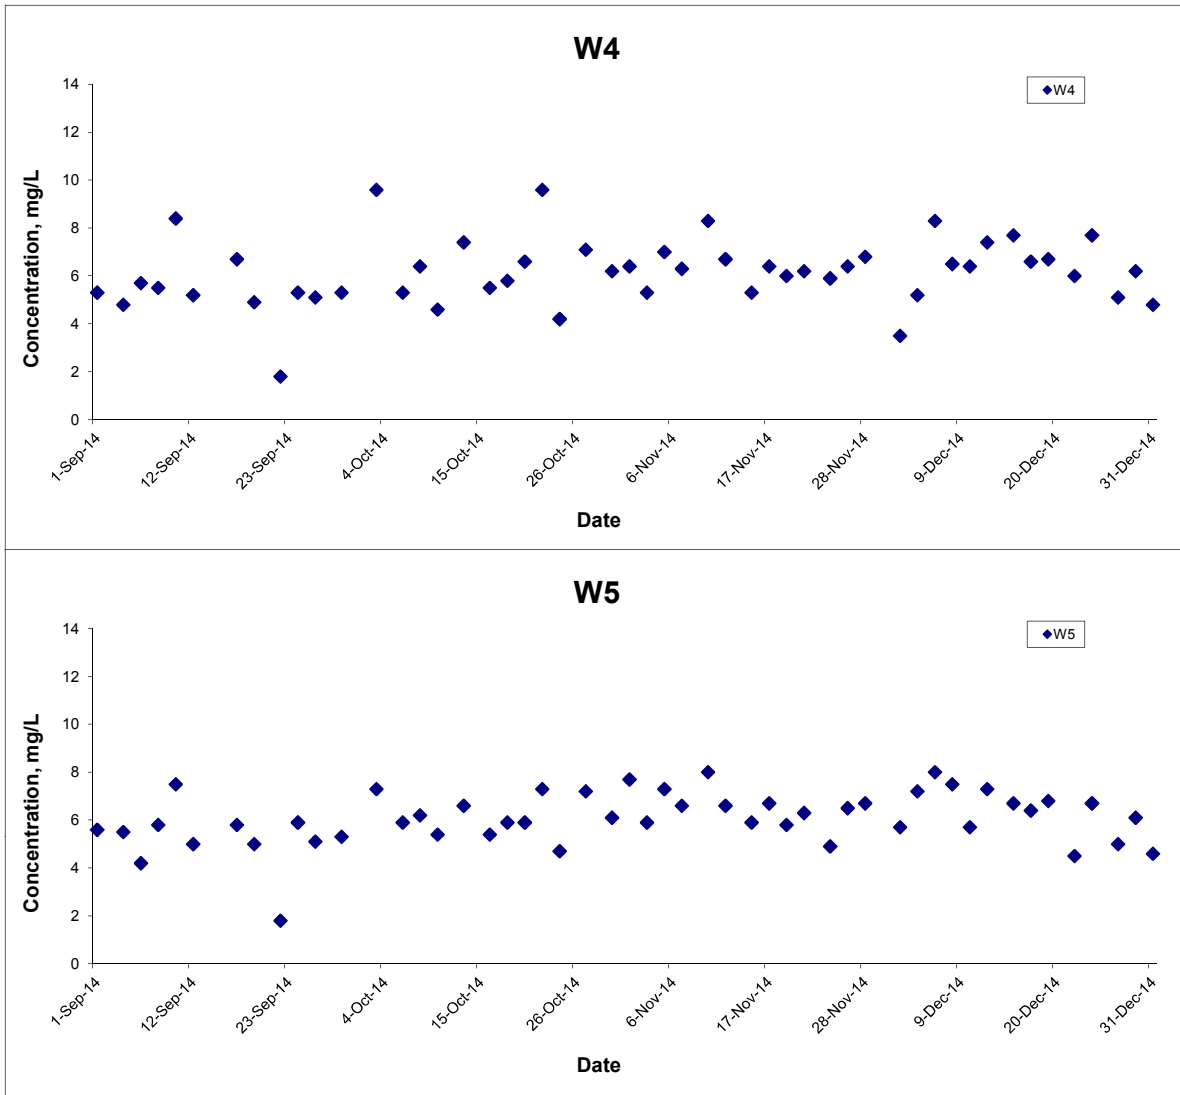 W4
W4
Concentration, mg/L
14
12
10
8
6
4
2
0
1-Sep-14
12-Sep-14
23-Sep-14
4-Oct-14
15-Oct-14
26-Oct-14
6-Nov-14
17-Nov-14
28-Nov-14
9-Dec-14
20-Dec-14
31-Dec-14
Date
W5
W5
Concentration, mg/L
14
12
10
8
6
4
2
0
1-Sep-14
12-Sep-14
23-Sep-14
4-Oct-14
15-Oct-14
26-Oct-14
6-Nov-14
17-Nov-14
28-Nov-14
9-Dec-14
20-Dec-14
31-Dec-14
Date